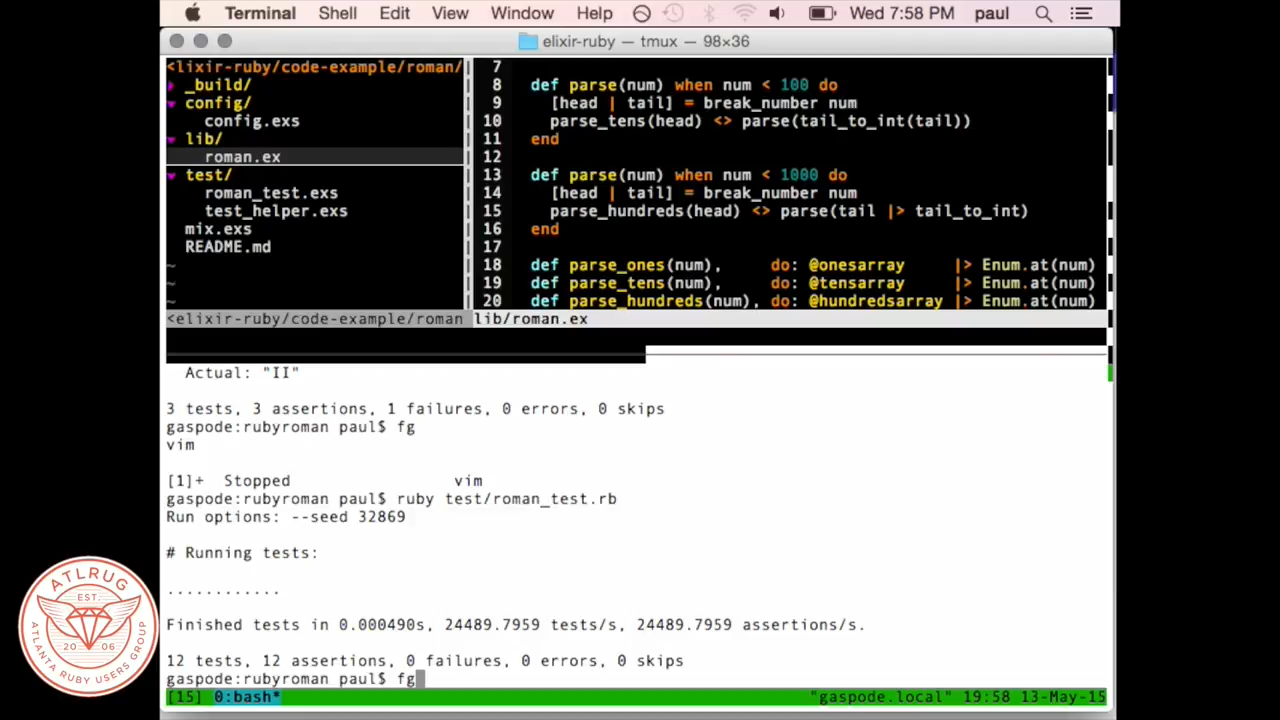 Terminal Shell Edit View Window Help Wed 7:58 PM paul
elixir-ruby — tmux — 98×36
<lixir-ruby/code-example/roman/
_build/
config/
config.exs
lib/
roman.ex
test/
roman_test.exs
test_helper.exs
mix.exs
README.md
~
~
~
7
8 def parse(num) when num < 100 do
9 [head | tail] = break_number num
10 parse_tens(head) <> parse(tail_to_int(tail))
11 end
12
13 def parse(num) when num < 1000 do
14 [head | tail] = break_number num
15 parse_hundreds(head) <> parse(tail |> tail_to_int)
16 end
17
18 def parse_ones(num), do: @onesarray |> Enum.at(num)
19 def parse_tens(num), do: @tensarray |> Enum.at(num)
20 def parse_hundreds(num), do: @hundredsarray |> Enum.at(num)
<elixir-ruby/code-example/roman lib/roman.ex
Actual: "II"
3 tests, 3 assertions, 1 failures, 0 errors, 0 skips
gaspode:rubyroman paul$ fg
vim
[1]+ Stopped vim
gaspode:rubyroman paul$ ruby test/roman_test.rb
Run options: --seed 32869
# Running tests:
............
Finished tests in 0.000490s, 24489.7959 tests/s, 24489.7959 assertions/s.
12 tests, 12 assertions, 0 failures, 0 errors, 0 skips
gaspode:rubyroman paul$ fg
[15] 0:bash* "gaspode.local" 19:58 13-May-15
ATLRUG
EST.
20 06
ATLANTA RUBY USERS GROUP